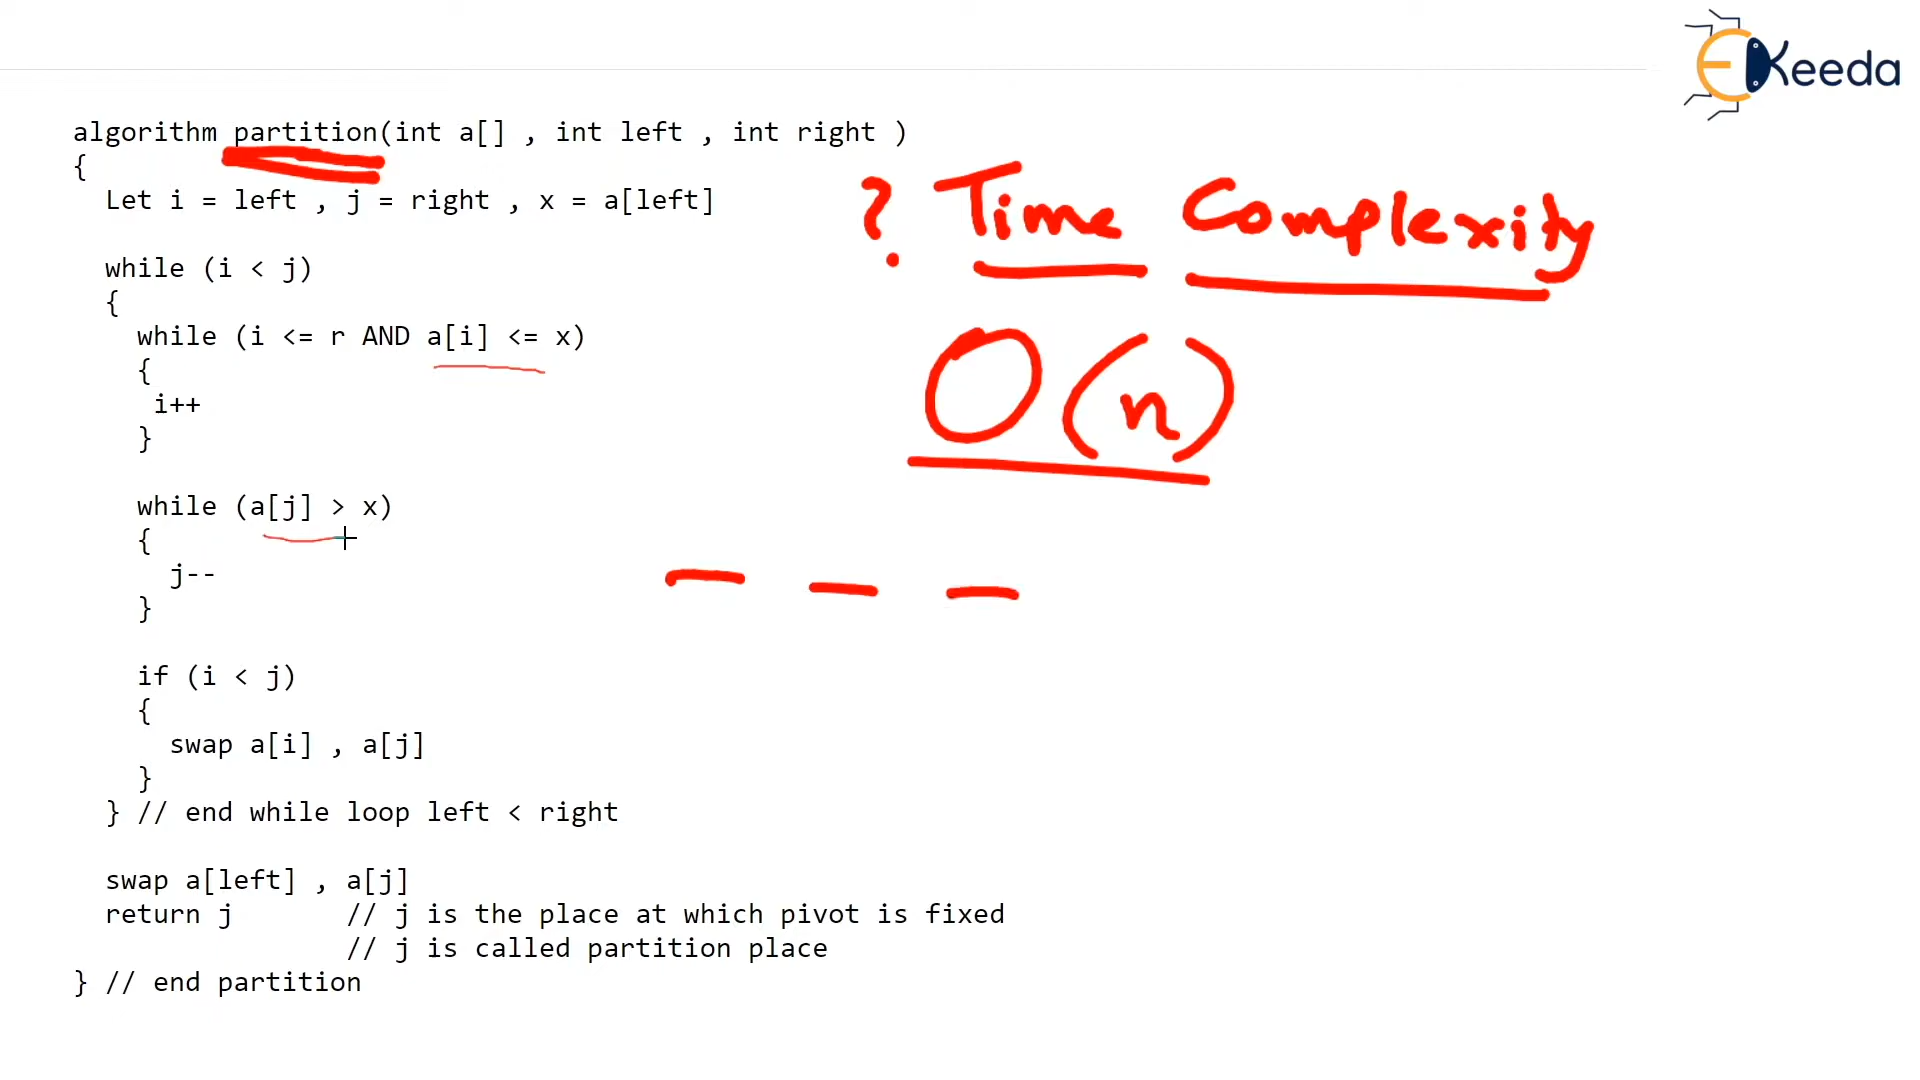 EKeeda
algorithm partition(int a[] , int left , int right )
{
Let i = left , j = right , x = a[left]
? Time Complexity
while (i < j)
{
while (i <= r AND a[i] <= x)
{
i++
}
O(n)
while (a[j] > x)
{
j--
}
if (i < j)
{
swap a[i] , a[j]
}
} // end while loop left < right
swap a[left] , a[j]
return j // j is the place at which pivot is fixed
// j is called partition place
} // end partition